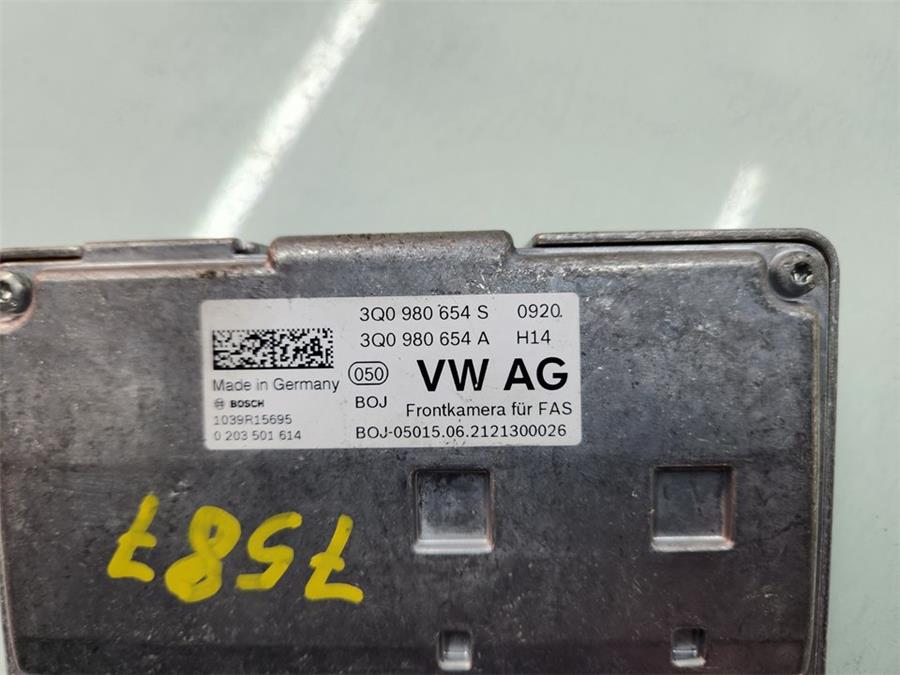 3Q0 980 654 S 0920.
3Q0 980 654 A H14
Made in Germany 050 VW AG
BOSCH BOJ Frontkamera für FAS
1039R15695
0 203 501 614 BOJ-05015.06.2121300026
7587